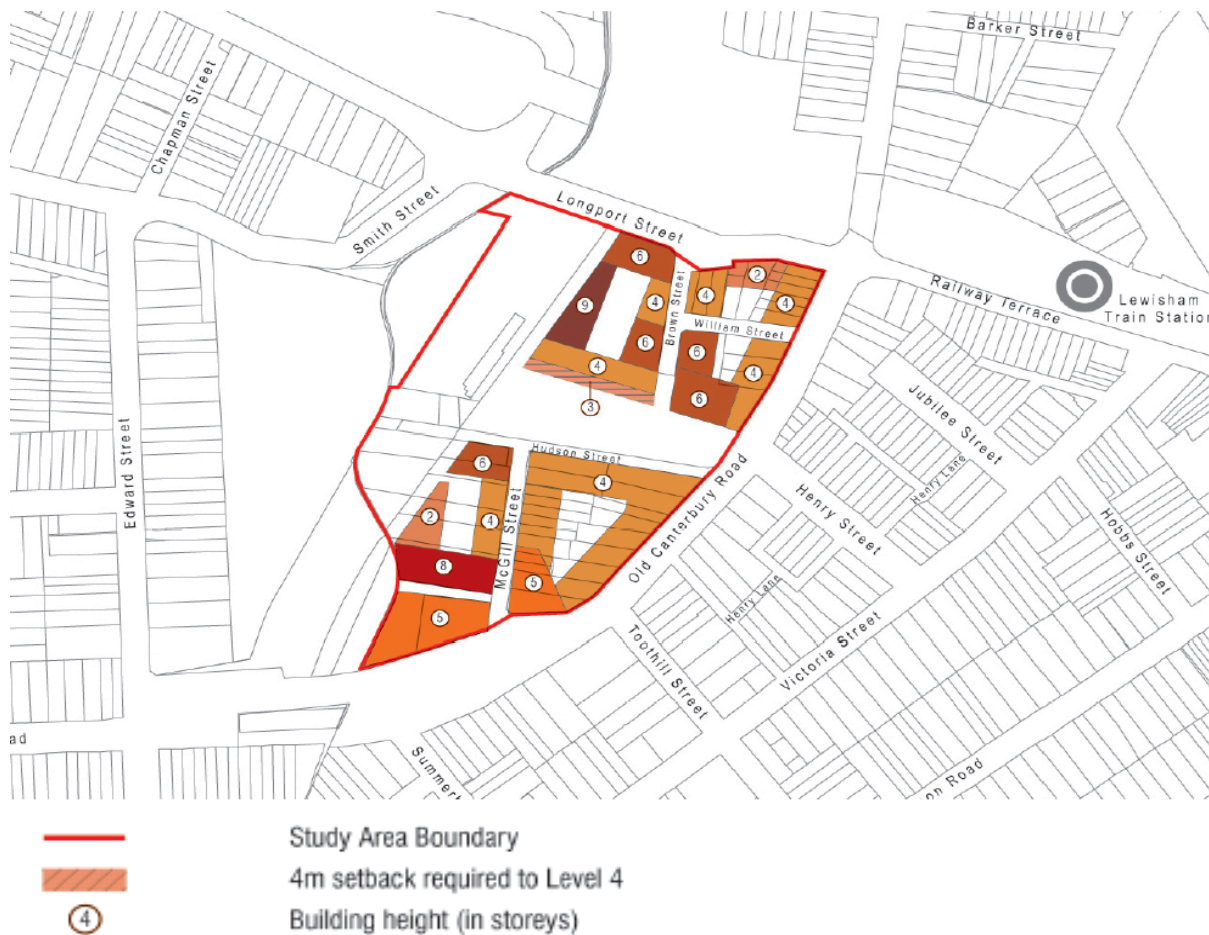 Barker Street
Chapman Street
Smith Street
Longport Street
6
2
9
4
4
4
Brown Street
Railway Terrace
Lewisham
Train Station
William Street
6
6
4
4
6
3
Jubilee Street
Edward Street
Hudson Street
6
4
Henry Lane
Henry Street
Hobbs Street
2
4
McGill Street
Old Canterbury Road
8
5
Henry Lane
5
Toothill Street
Victoria Street
ad
Summert
on Road
Study Area Boundary
4m setback required to Level 4
4
Building height (in storeys)